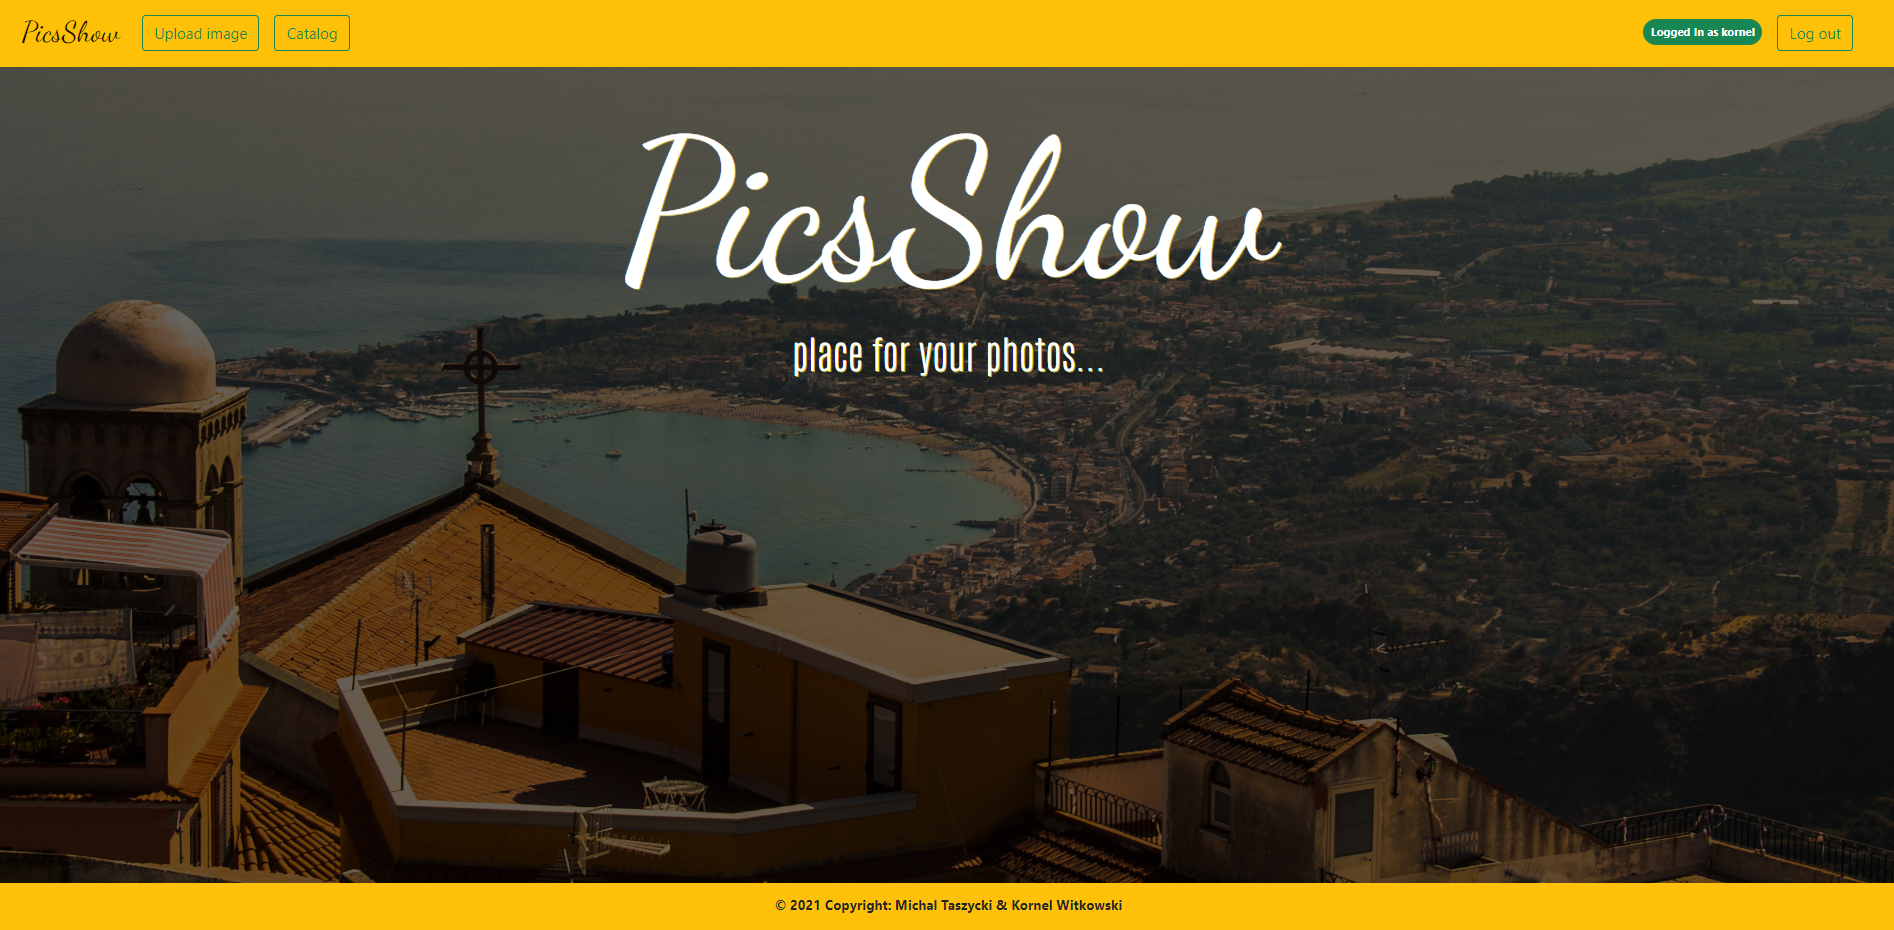 PicsShow Upload image Catalog Logged in as kornel Log out
PicsShow
place for your photos...
© 2021 Copyright: Michal Taszycki & Kornel Witkowski